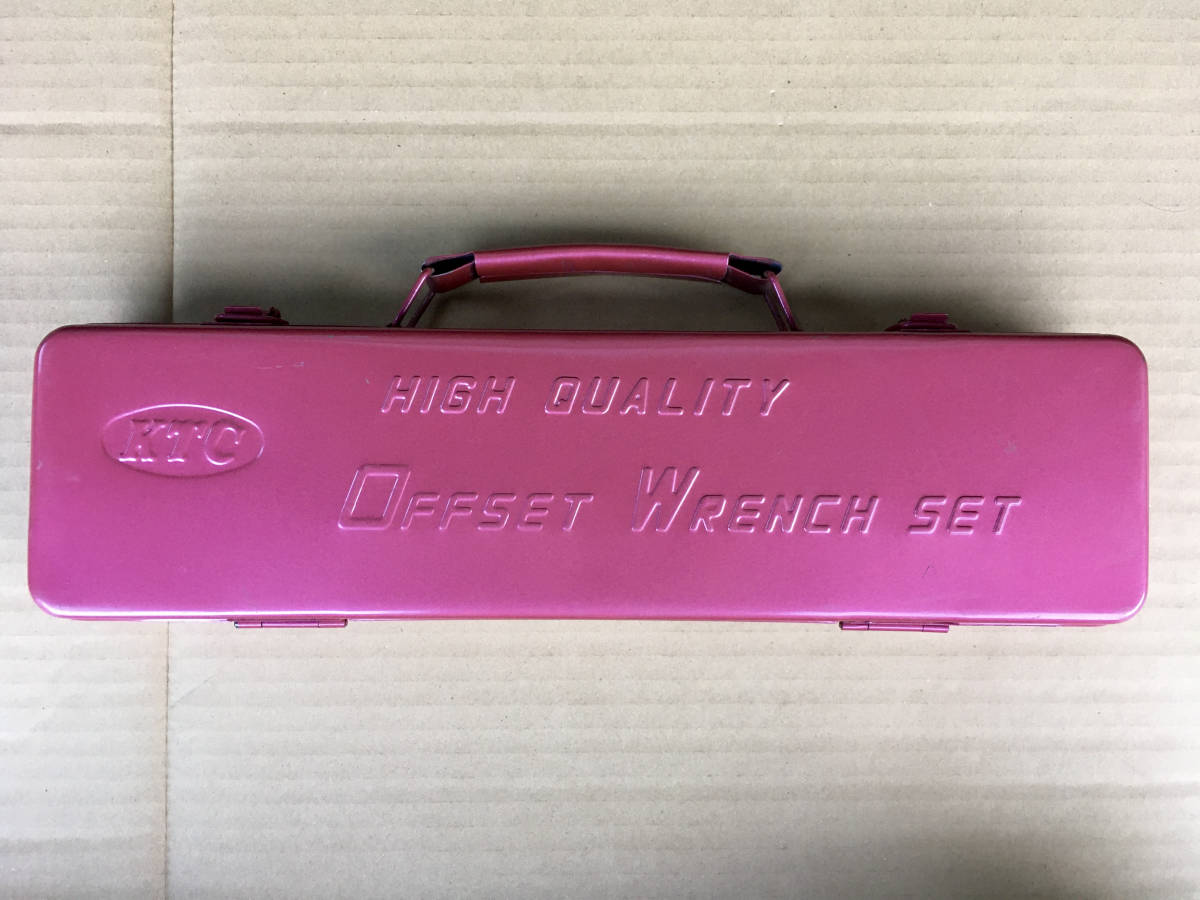 KTC
HIGH QUALITY
OFFSET WRENCH SET